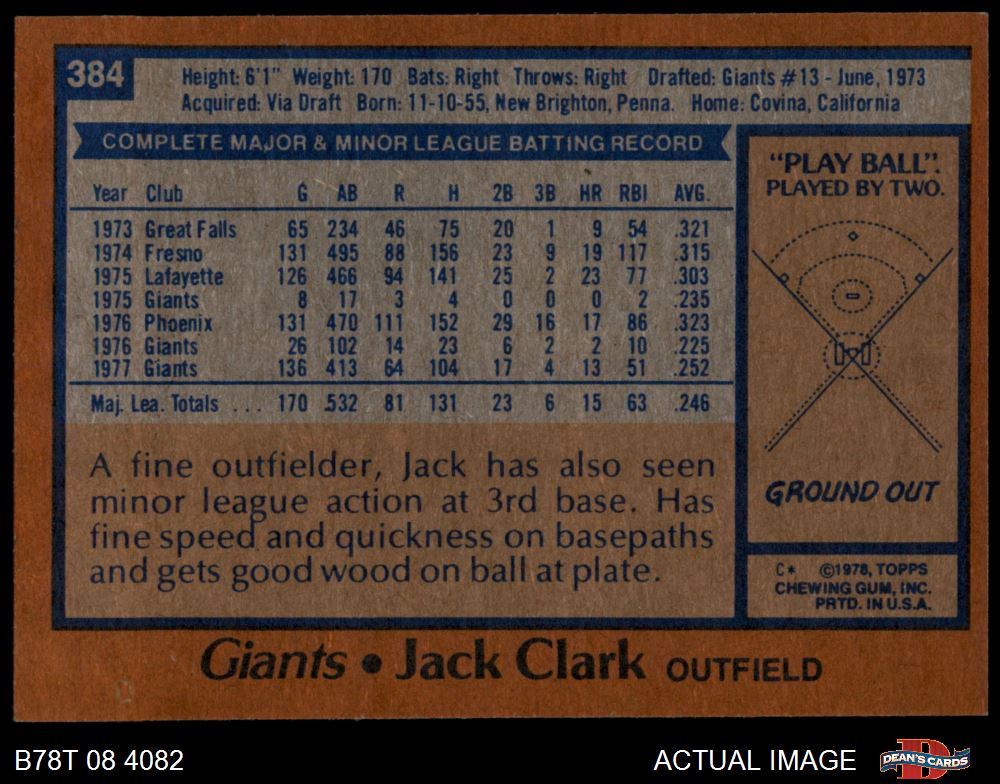 384
Height: 6'1" Weight: 170 Bats: Right Throws: Right Drafted: Giants #13 - June, 1973
Acquired: Via Draft Born: 11-10-55, New Brighton, Penna. Home: Covina, California
COMPLETE MAJOR & MINOR LEAGUE BATTING RECORD
Year Club G AB R H 2B 3B HR RBI AVG.
1973 Great Falls 65 234 46 75 20 1 9 54 .321
1974 Fresno 131 495 88 156 23 9 19 117 .315
1975 Lafayette 126 466 94 141 25 2 23 77 .303
1975 Giants 8 17 3 4 0 0 0 2 .235
1976 Phoenix 131 470 111 152 29 16 17 86 .323
1976 Giants 26 102 14 23 6 2 2 10 .225
1977 Giants 136 413 64 104 17 4 13 51 .252
Maj. Lea. Totals ... 170 532 81 131 23 6 15 63 .246
A fine outfielder, Jack has also seen
minor league action at 3rd base. Has
fine speed and quickness on basepaths
and gets good wood on ball at plate.
"PLAY BALL".
PLAYED BY TWO.
GROUND OUT
C* ©1978, TOPPS
CHEWING GUM, INC.
PRTD. IN U.S.A.
Giants • Jack Clark OUTFIELD
B78T 08 4082
ACTUAL IMAGE
DEAN'S CARDS